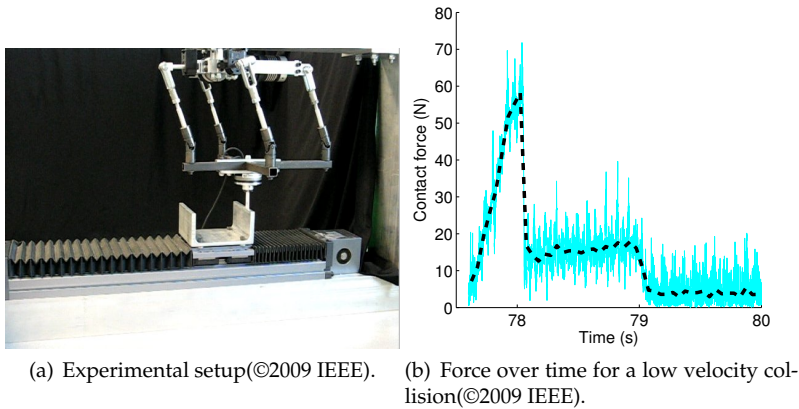 80
70
60
50
40
30
20
10
0
Contact force (N)
78
79
80
Time (s)
(a) Experimental setup(©2009 IEEE).
(b) Force over time for a low velocity col-
lision(©2009 IEEE).